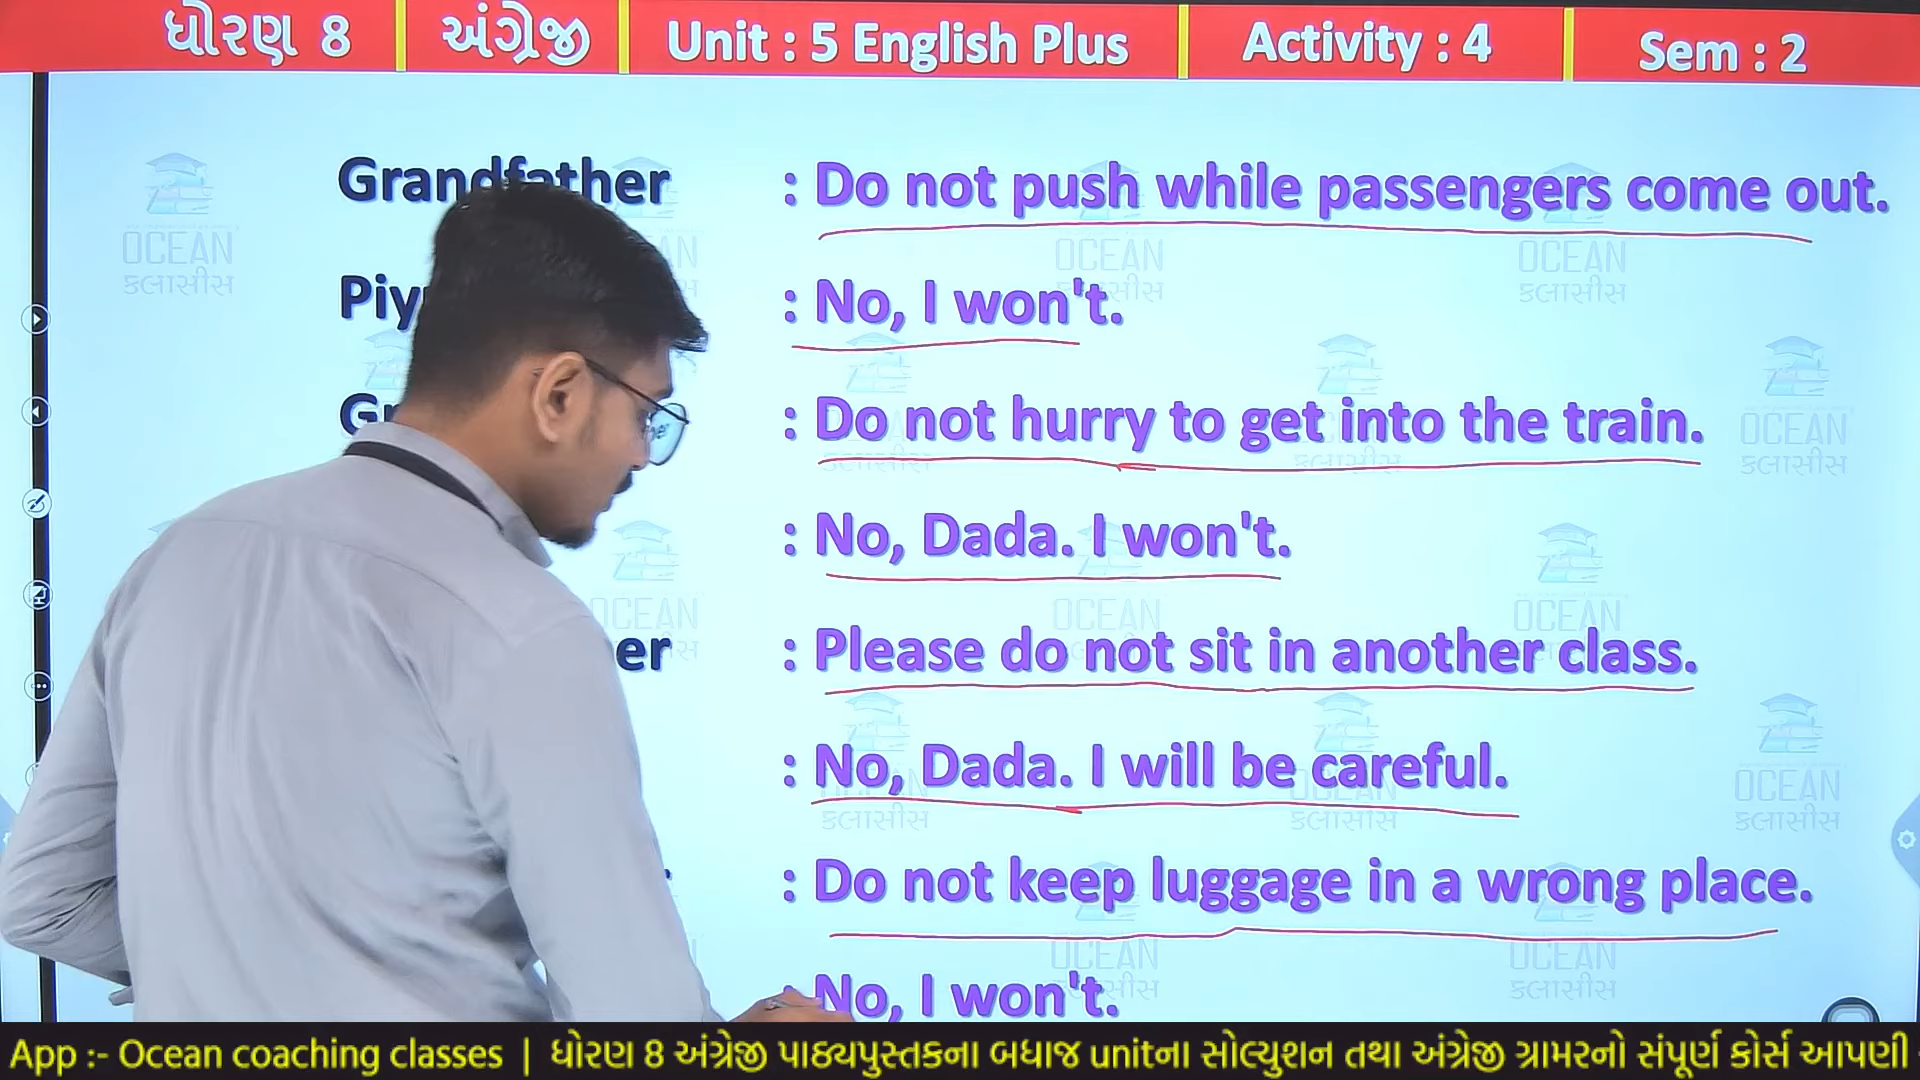 ધોરણ 8 અંગ્રેજી Unit : 5 English Plus Activity : 4 Sem : 2
Grandfather : Do not push while passengers come out.
: No, I won't.
: Do not hurry to get into the train.
: No, Dada. I won't.
: Please do not sit in another class.
: No, Dada. I will be careful.
: Do not keep luggage in a wrong place.
: No, I won't.
OCEAN
કલાસીસ
App :- Ocean coaching classes | ધોરણ 8 અંગ્રેજી પાઠ્યપુસ્તકના બધાજ unitના સોલ્યુશન તથા અંગ્રેજી ગ્રામરનો સંપૂર્ણ કોર્સ આપણી